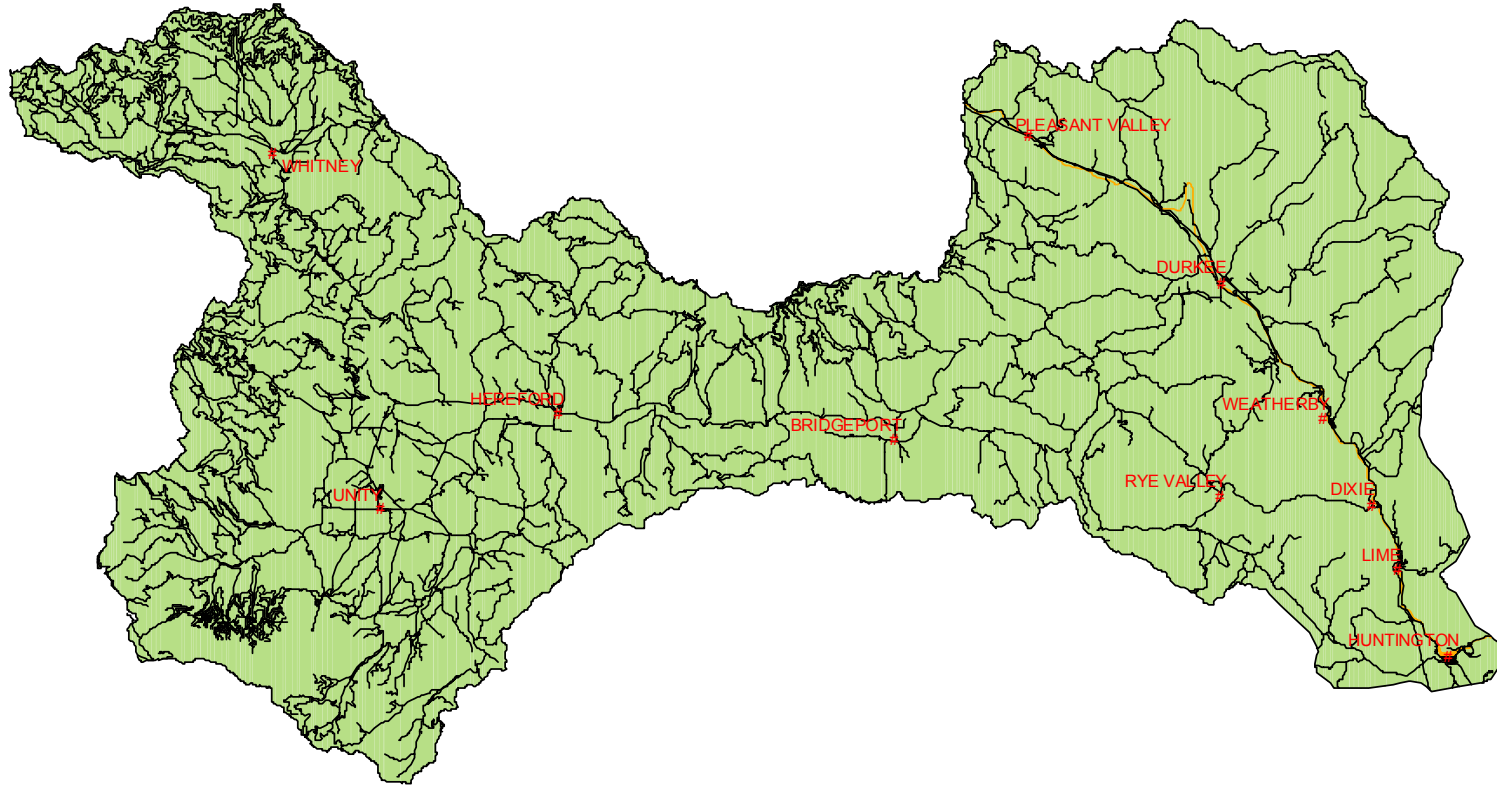 PLEASANT VALLEY
WHITNEY
DURKEE
HEREFORD
WEATHERBY
BRIDGEPORT
RYE VALLEY
DIXIE
UNITY
LIME
HUNTINGTON